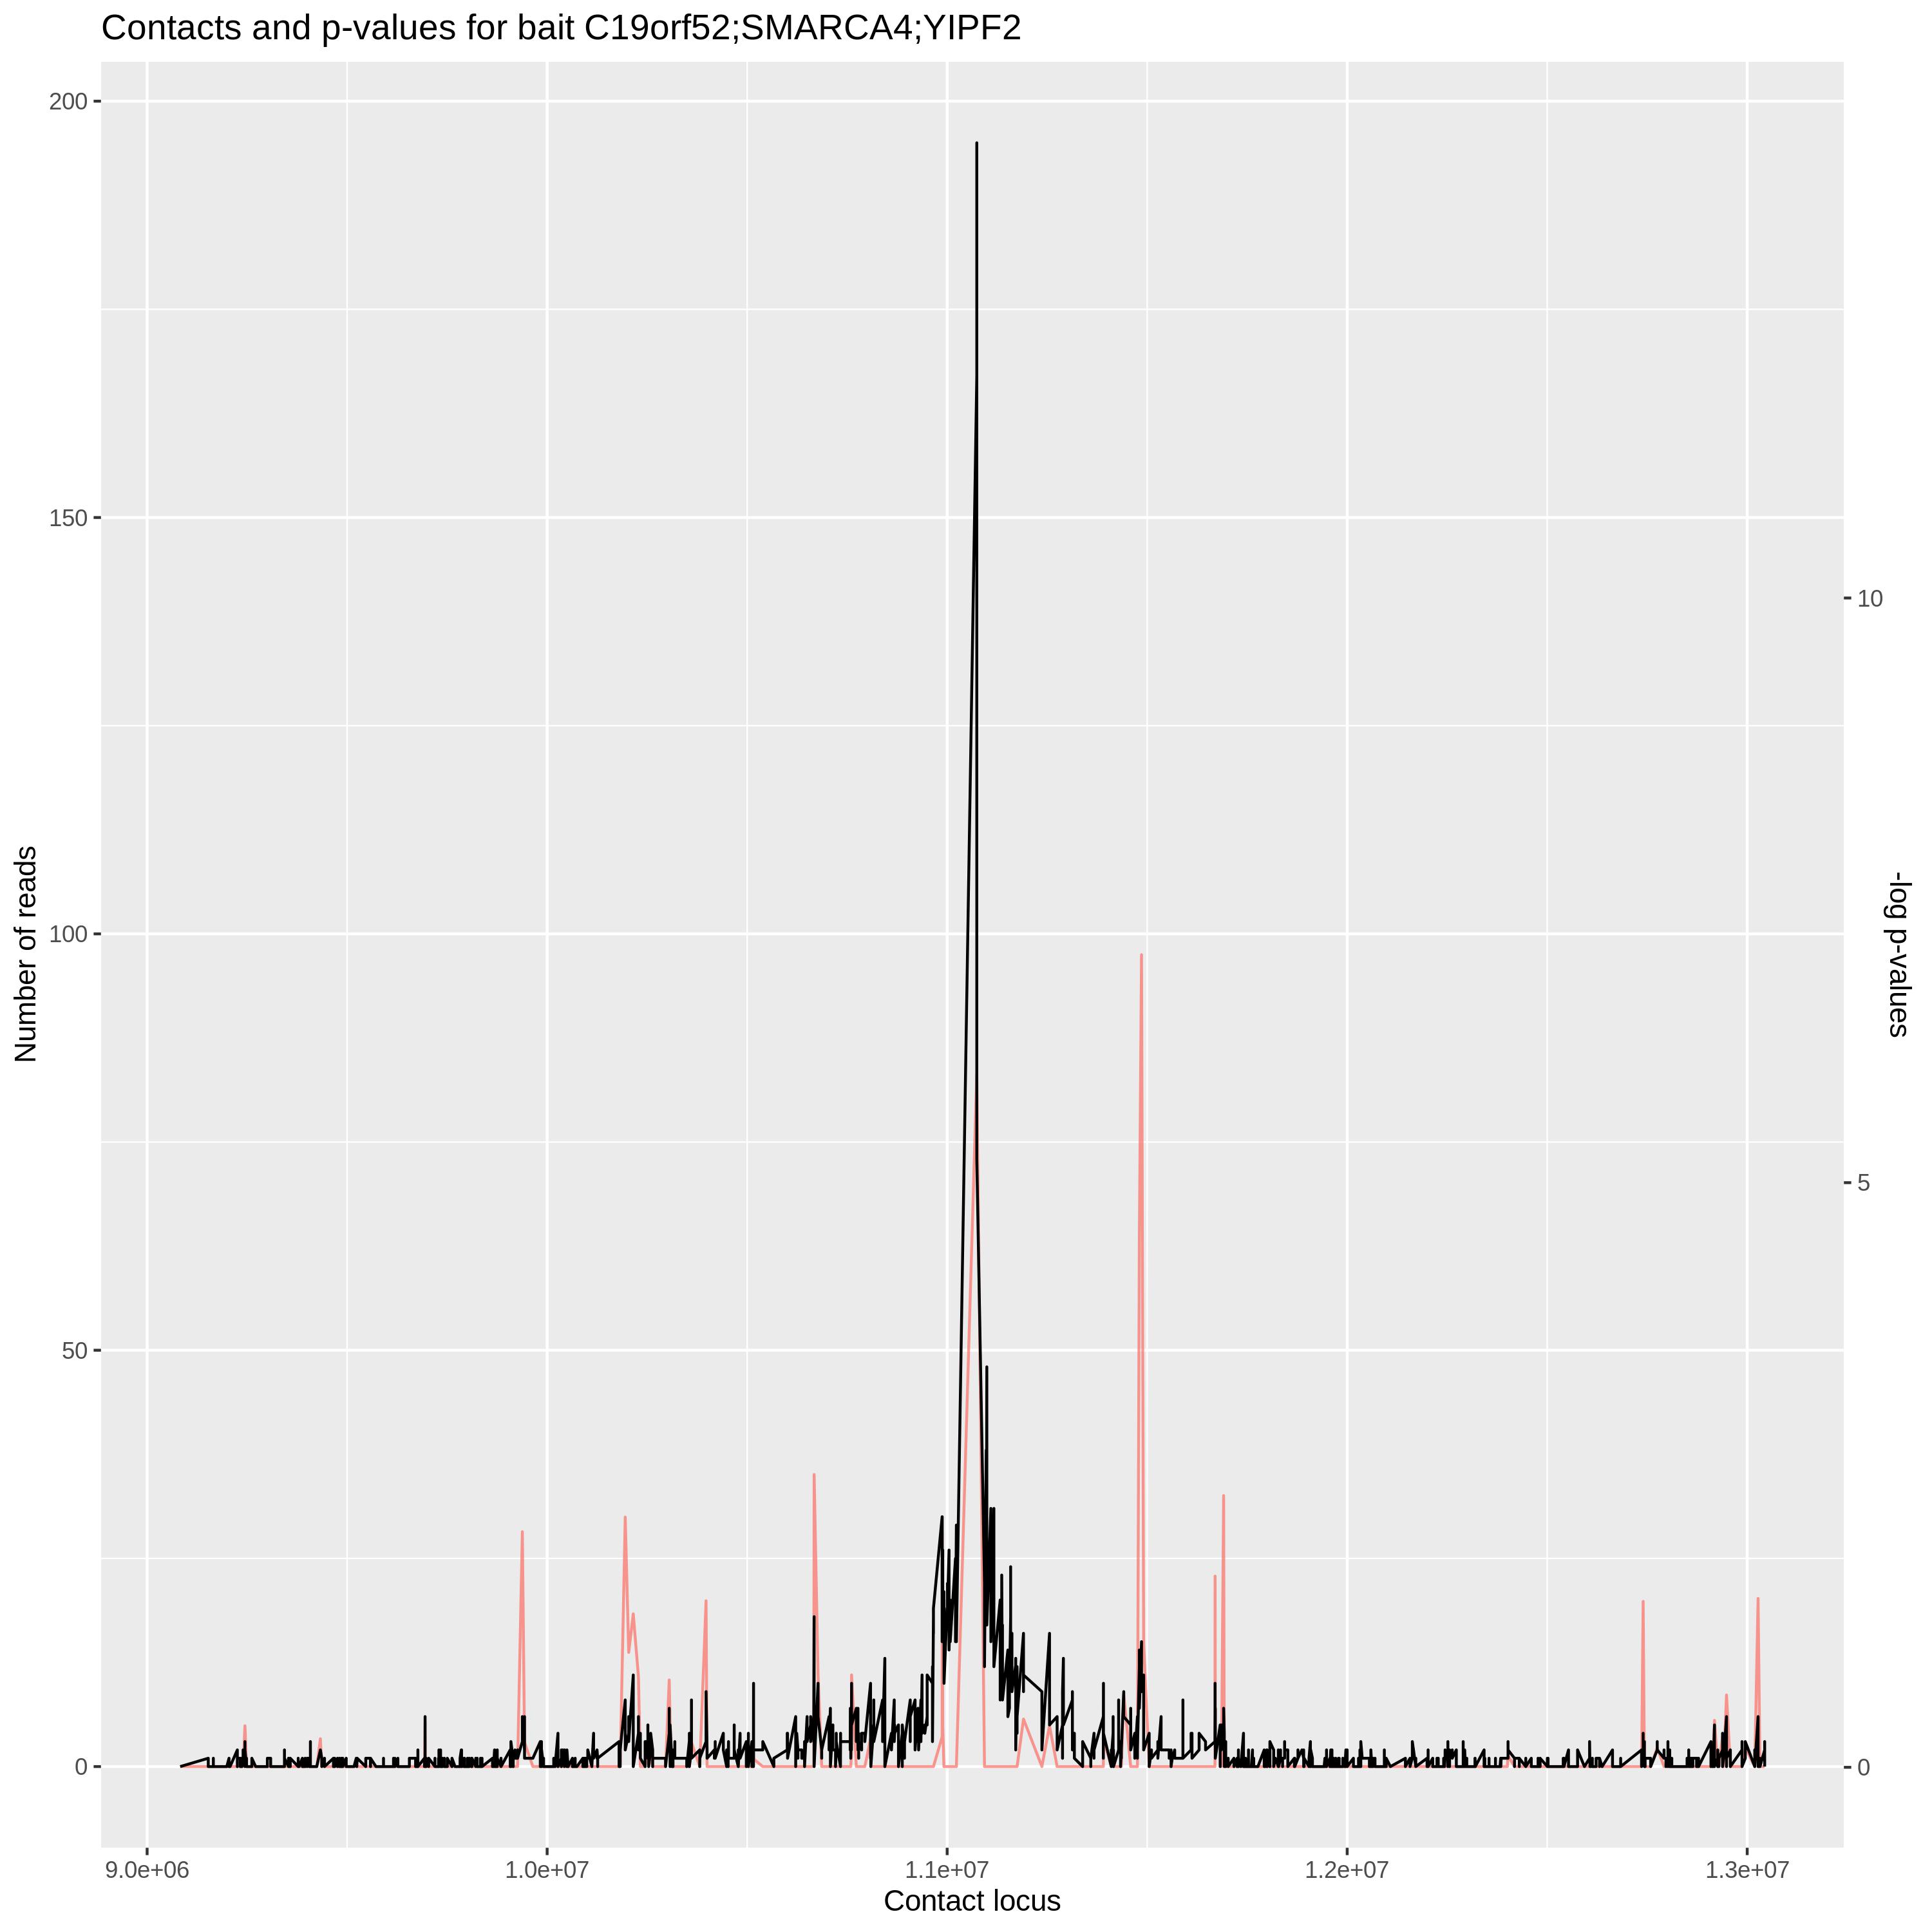 Contacts and p-values for bait C19orf52;SMARCA4;YIPF2
200
150
100
50
0
Number of reads
10
5
0
-log p-values
9.0e+06
1.0e+07
1.1e+07
1.2e+07
1.3e+07
Contact locus